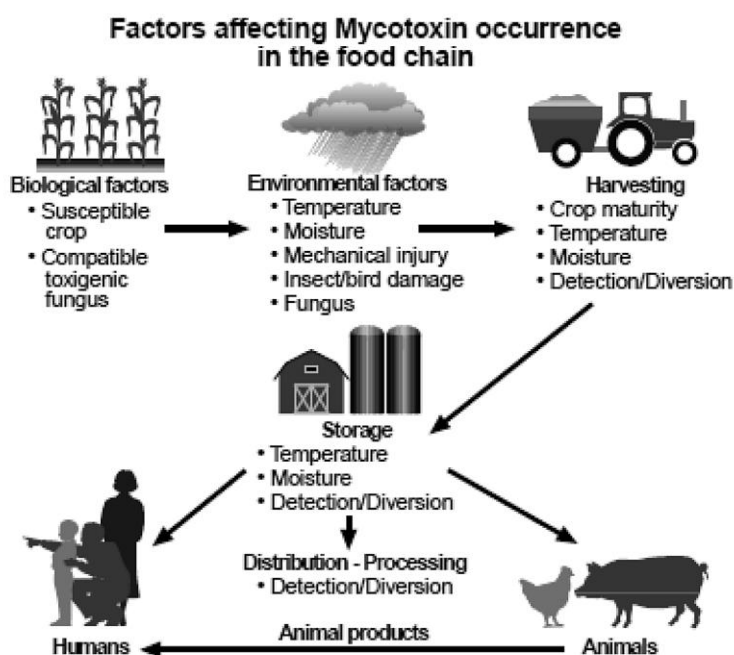 Factors affecting Mycotoxin occurrence
in the food chain
Biological factors
• Susceptible
crop
• Compatible
toxigenic
fungus
Environmental factors
• Temperature
• Moisture
• Mechanical injury
• Insect/bird damage
• Fungus
Harvesting
• Crop maturity
• Temperature
• Moisture
• Detection/Diversion
Storage
• Temperature
• Moisture
• Detection/Diversion
Distribution - Processing
• Detection/Diversion
Humans
Animal products
Animals